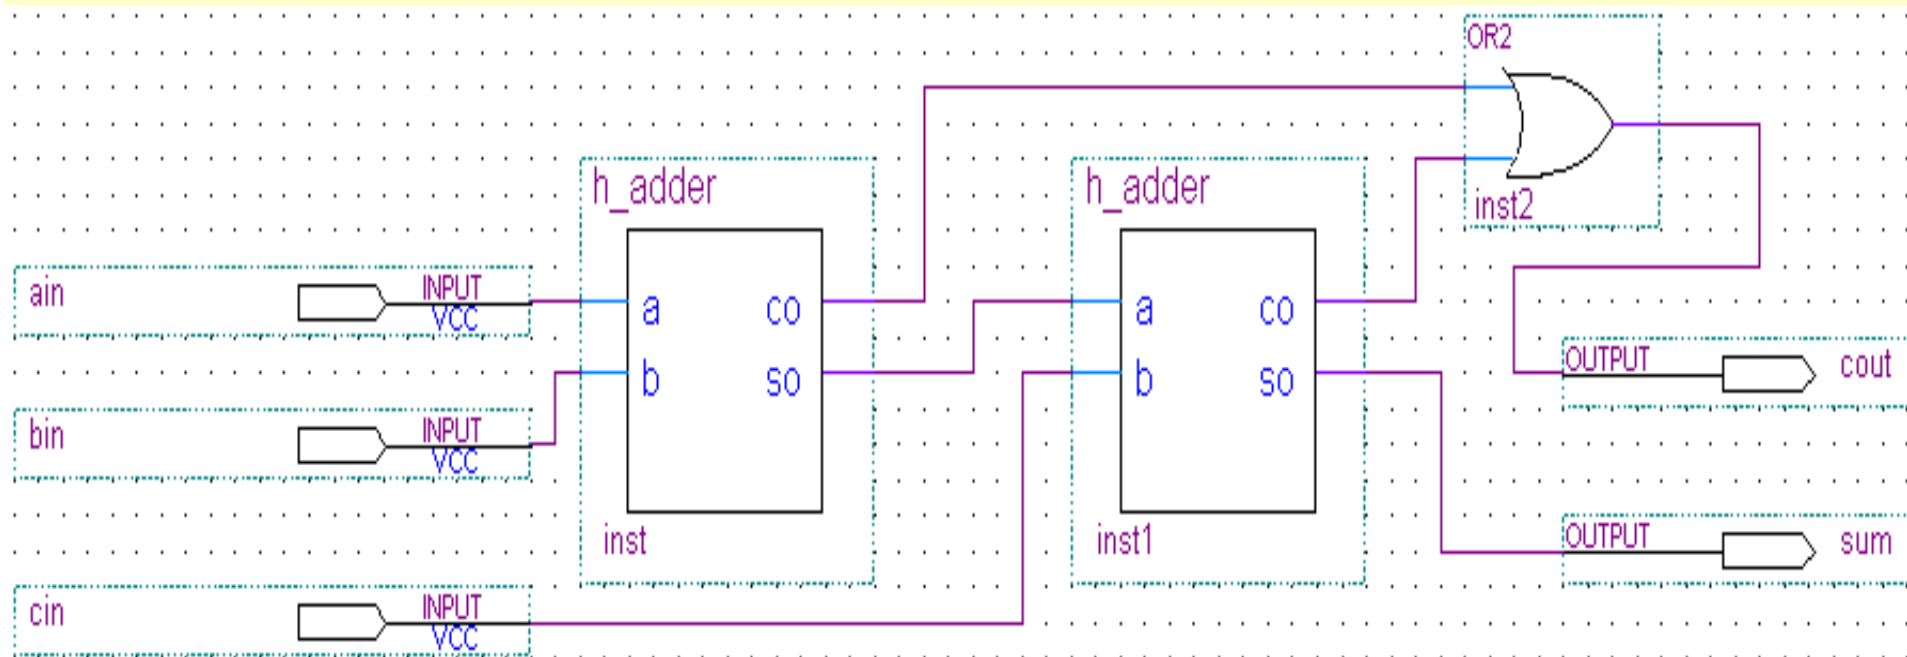 OR2
inst2
h_adder
a co
b so
inst
h_adder
a co
b so
inst1
ain INPUT
VCC
bin INPUT
VCC
cin INPUT
VCC
OUTPUT cout
OUTPUT sum